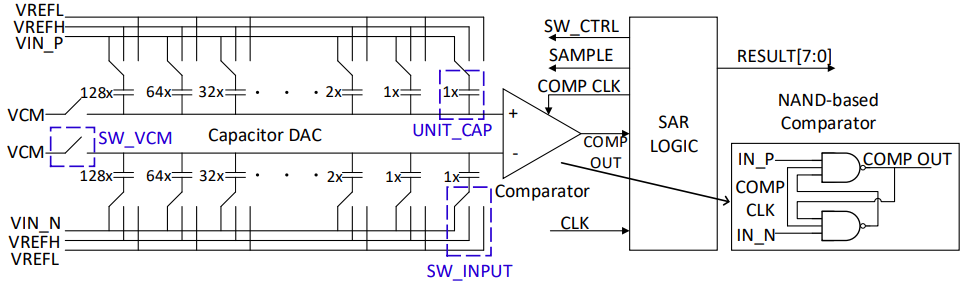 VREFL
VREFH
VIN_P
128x 64x 32x . . . 2x 1x 1x
VCM
UNIT_CAP
SW_VCM
Capacitor DAC
VCM
128x 64x 32x . . . 2x 1x 1x
VIN_N
VREFH
VREFL
SW_INPUT
+
-
Comparator
SW_CTRL
SAMPLE
COMP CLK
COMP
OUT
CLK
SAR
LOGIC
RESULT[7:0]
NAND-based
Comparator
IN_P
COMP OUT
COMP
CLK
IN_N